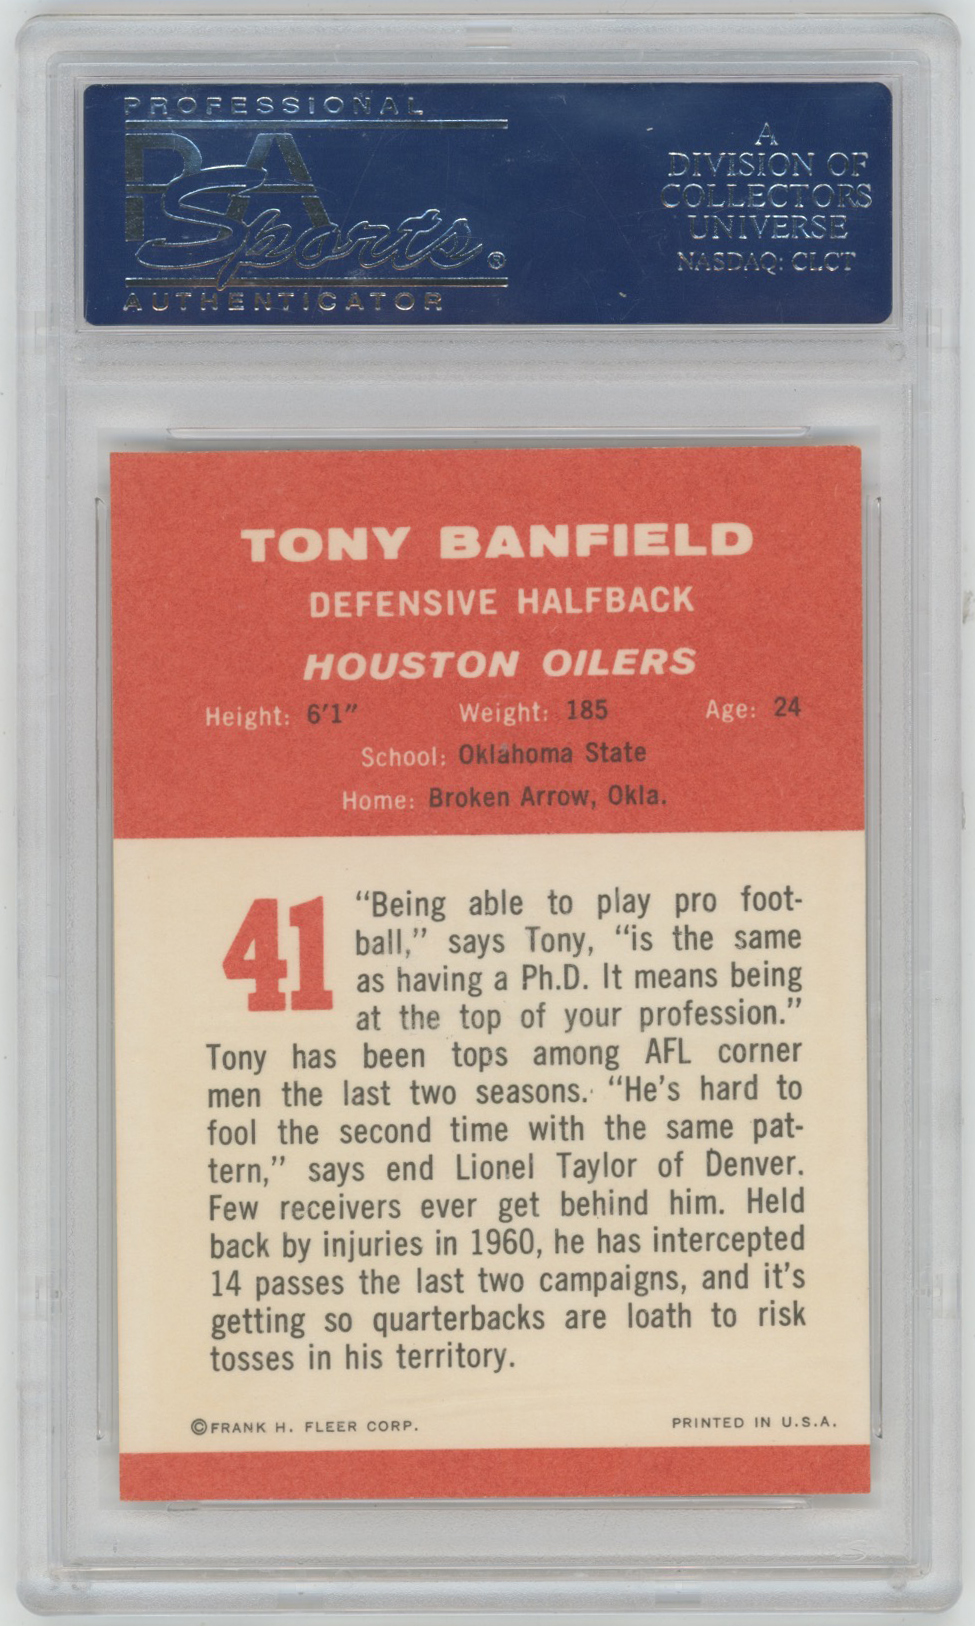 PROFESSIONAL
PSA
Sports®
AUTHENTICATOR
A
DIVISION OF
COLLECTORS
UNIVERSE
NASDAQ: CLCT
TONY BANFIELD
DEFENSIVE HALFBACK
HOUSTON OILERS
Height: 6'1" Weight: 185 Age: 24
School: Oklahoma State
Home: Broken Arrow, Okla.
41
"Being able to play pro foot-
ball," says Tony, "is the same
as having a Ph.D. It means being
at the top of your profession."
Tony has been tops among AFL corner
men the last two seasons. "He's hard to
fool the second time with the same pat-
tern," says end Lionel Taylor of Denver.
Few receivers ever get behind him. Held
back by injuries in 1960, he has intercepted
14 passes the last two campaigns, and it's
getting so quarterbacks are loath to risk
tosses in his territory.
©FRANK H. FLEER CORP. PRINTED IN U.S.A.